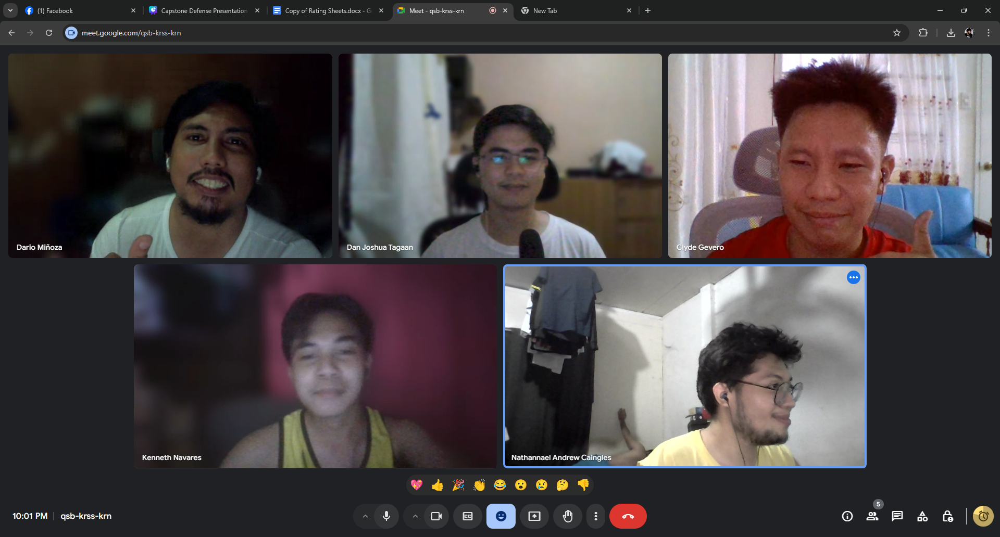 (1) Facebook
Capstone Defense Presentation
Copy of Rating Sheets.docx - G
Meet - qsb-krss-krn
New Tab
meet.google.com/qsb-krss-krn
Dario Miñoza
Dan Joshua Tagaan
Clyde Gevero
Kenneth Navares
Nathannael Andrew Caingles
5
10:01 PM | qsb-krss-krn
CC